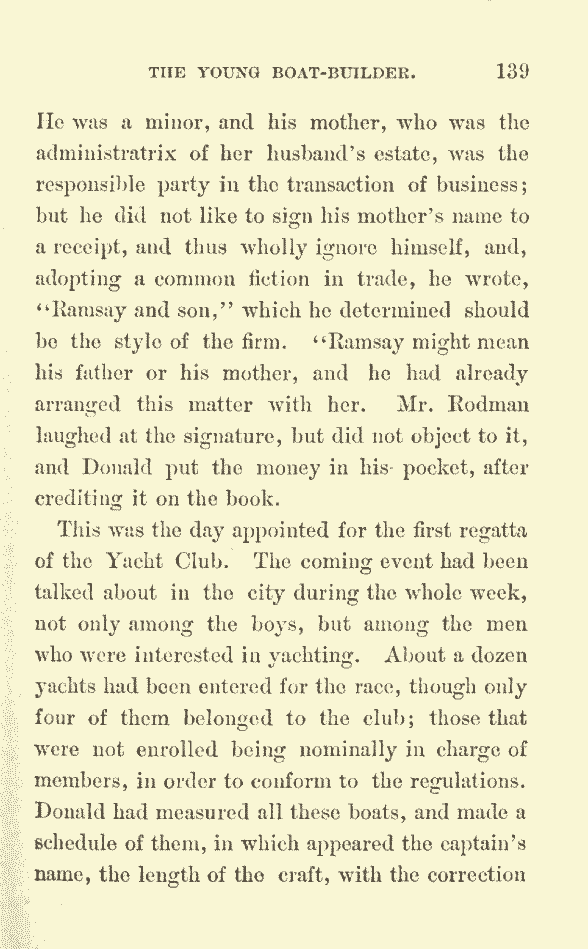 THE YOUNG BOAT-BUILDER. 139
He was a minor, and his mother, who was the
administratrix of her husband's estate, was the
responsible party in the transaction of business;
but he did not like to sign his mother's name to
a receipt, and thus wholly ignore himself, and,
adopting a common fiction in trade, he wrote,
“Ramsay and son,” which he determined should
be the style of the firm. “Ramsay might mean
his father or his mother, and he had already
arranged this matter with her. Mr. Rodman
laughed at the signature, but did not object to it,
and Donald put the money in his pocket, after
crediting it on the book.
This was the day appointed for the first regatta
of the Yacht Club. The coming event had been
talked about in the city during the whole week,
not only among the boys, but among the men
who were interested in yachting. About a dozen
yachts had been entered for the race, though only
four of them belonged to the club; those that
were not enrolled being nominally in charge of
members, in order to conform to the regulations.
Donald had measured all these boats, and made a
schedule of them, in which appeared the captain's
name, the length of the craft, with the correction